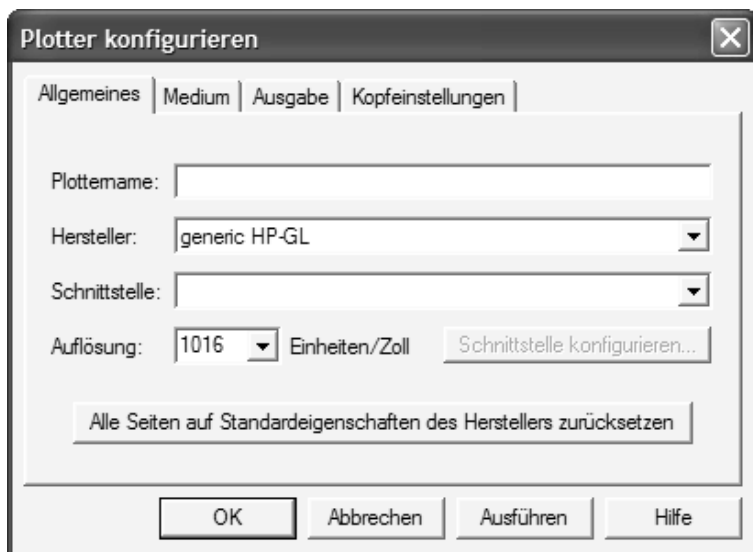 Plotter konfigurieren
Allgemeines Medium Ausgabe Kopfeinstellungen
Plottername:
Hersteller: generic HP-GL
Schnittstelle:
Auflösung: 1016 Einheiten/Zoll Schnittstelle konfigurieren...
Alle Seiten auf Standardeigenschaften des Herstellers zurücksetzen
OK Abbrechen Ausführen Hilfe